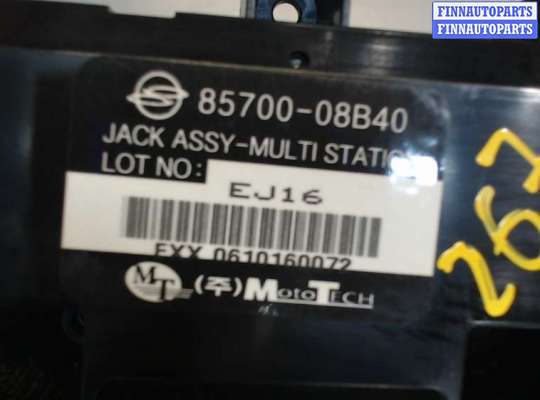 FINNAUTOPARTS
FINNAUTOPARTS
85700-08B40
JACK ASSY-MULTI STATIO
LOT NO:
EJ16
EXX 0610160072
MT (주)MOTOTECH
267